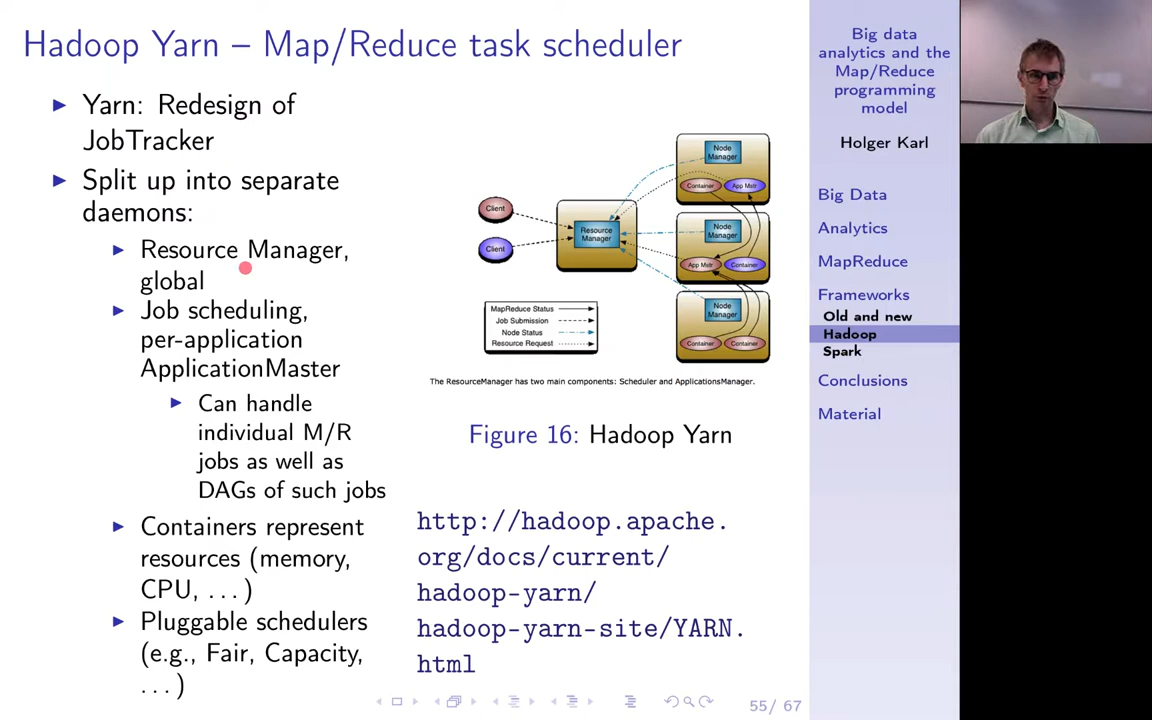 Hadoop Yarn – Map/Reduce task scheduler
Yarn: Redesign of
JobTracker
Split up into separate
daemons:
Resource Manager,
global
Job scheduling,
per-application
ApplicationMaster
Can handle
individual M/R
jobs as well as
DAGs of such jobs
Containers represent
resources (memory,
CPU, . . . )
Pluggable schedulers
(e.g., Fair, Capacity,
. . . )
Client
Client
Resource
Manager
Node
Manager
Container
App Mstr
Node
Manager
App Mstr
Container
Node
Manager
Container
Container
MapReduce Status
Job Submission
Node Status
Resource Request
The ResourceManager has two main components: Scheduler and ApplicationsManager.
Figure 16: Hadoop Yarn
http://hadoop.apache.
org/docs/current/
hadoop-yarn/
hadoop-yarn-site/YARN.
html
55/ 67
Big data
analytics and the
Map/Reduce
programming
model
Holger Karl
Big Data
Analytics
MapReduce
Frameworks
Old and new
Hadoop
Spark
Conclusions
Material